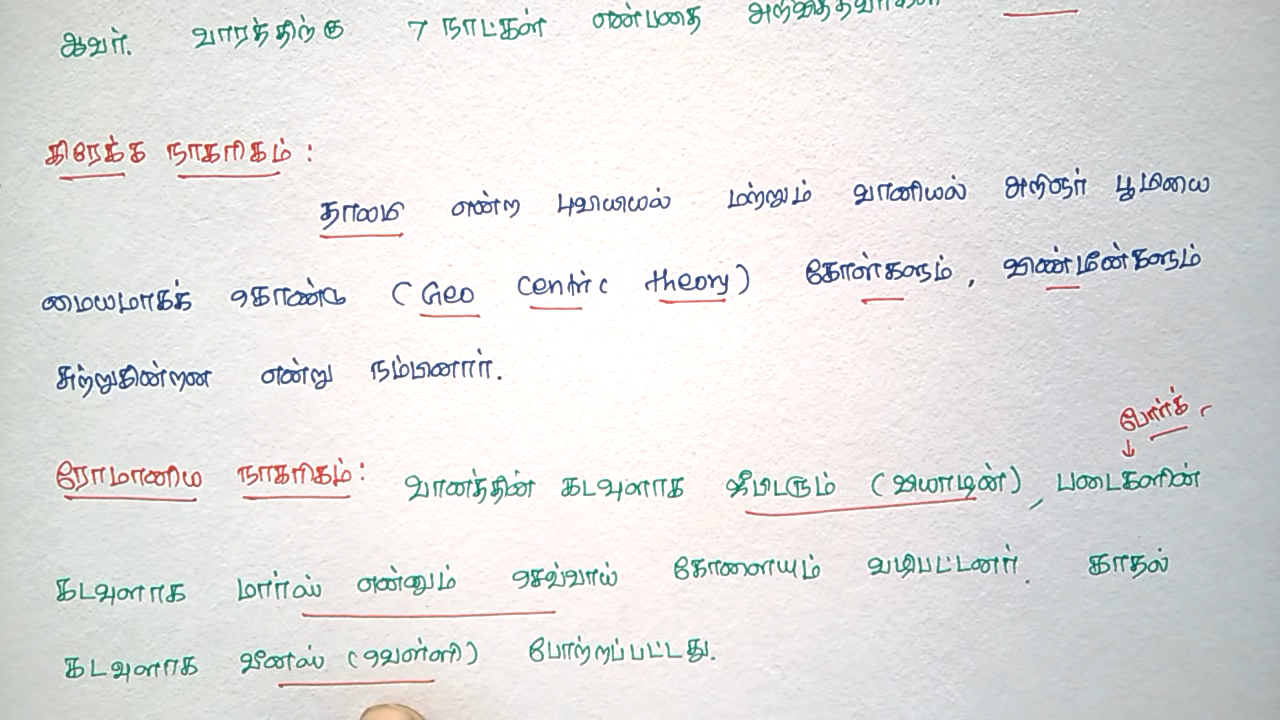 ஆவர். வாரத்திற்கு 7 நாட்கள் என்பதை
கிரேக்க நாகரிகம் :
தாலமி என்ற புவியியல் மற்றும் வானியல் அறிஞர் பூமியை
மையமாகக் கொண்டு (Geo centric theory) கோள்களும், விண்மீன்களும்
சுற்றுகின்றன என்று நம்பினார்.
போர்க்
ரோமானிய நாகரிகம்: வானத்தின் கடவுளாக ஜீபிடரும் (வியாழன்), படைகளின்
கடவுளாக மார்ஸ் என்னும் செவ்வாய் கோளையும் வழிபட்டனர். காதல்
கடவுளாக வீனஸ் (வெள்ளி) போற்றப்பட்டது.